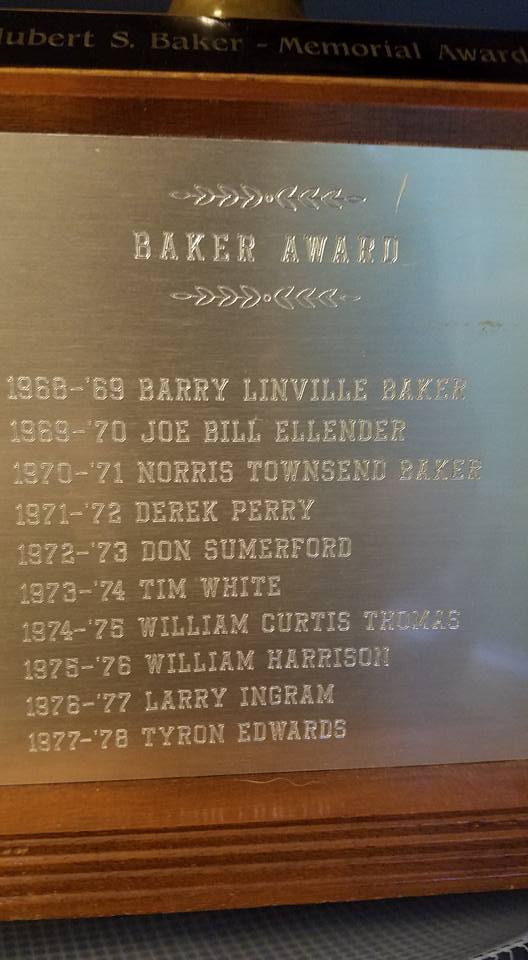 Hubert S. Baker - Memorial Award
BAKER AWARD
1968-'69 BARRY LINVILLE BAKER
1969-'70 JOE BILL ELLENDER
1970-'71 NORRIS TOWNSEND BAKER
1971-'72 DEREK PERRY
1972-'73 DON SUMERFORD
1973-'74 TIM WHITE
1974-'75 WILLIAM CURTIS THOMAS
1975-'76 WILLIAM HARRISON
1976-'77 LARRY INGRAM
1977-'78 TYRON EDWARDS